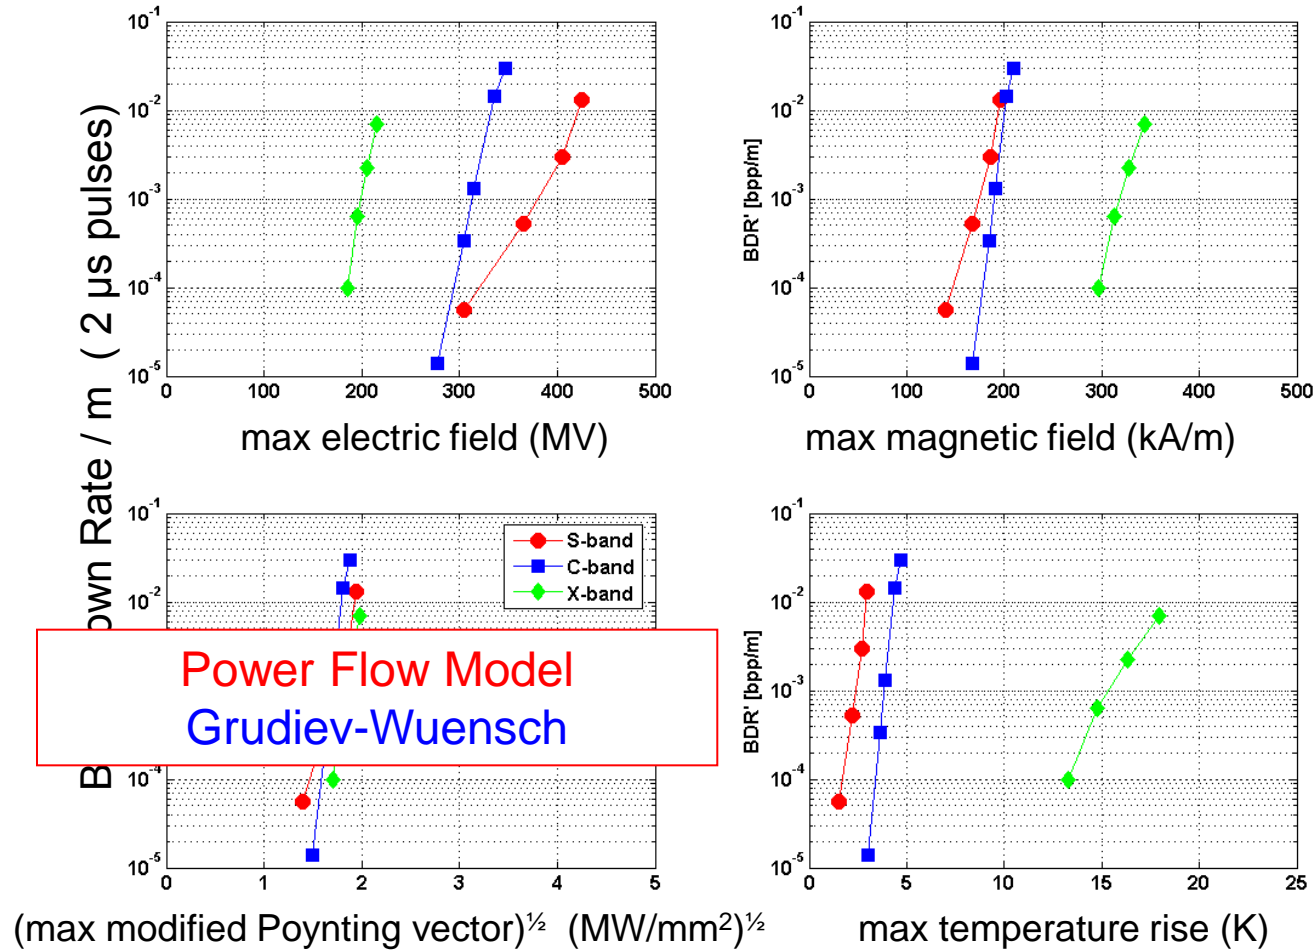 B own Rate / m ( 2 μs pulses)
10-1
10-2
10-3
10-4
10-5
0 100 200 300 400 500
max electric field (MV)
BDR' [bpp/m]
10-1
10-2
10-3
10-4
10-5
0 100 200 300 400 500
max magnetic field (kA/m)
10-1
10-2
10-4
10-5
S-band
C-band
X-band
Power Flow Model
Grudiev-Wuensch
0 1 2 3 4 5
(max modified Poynting vector)½ (MW/mm²)½
BDR' [bpp/m]
10-1
10-2
10-3
10-4
10-5
0 5 10 15 20 25
max temperature rise (K)